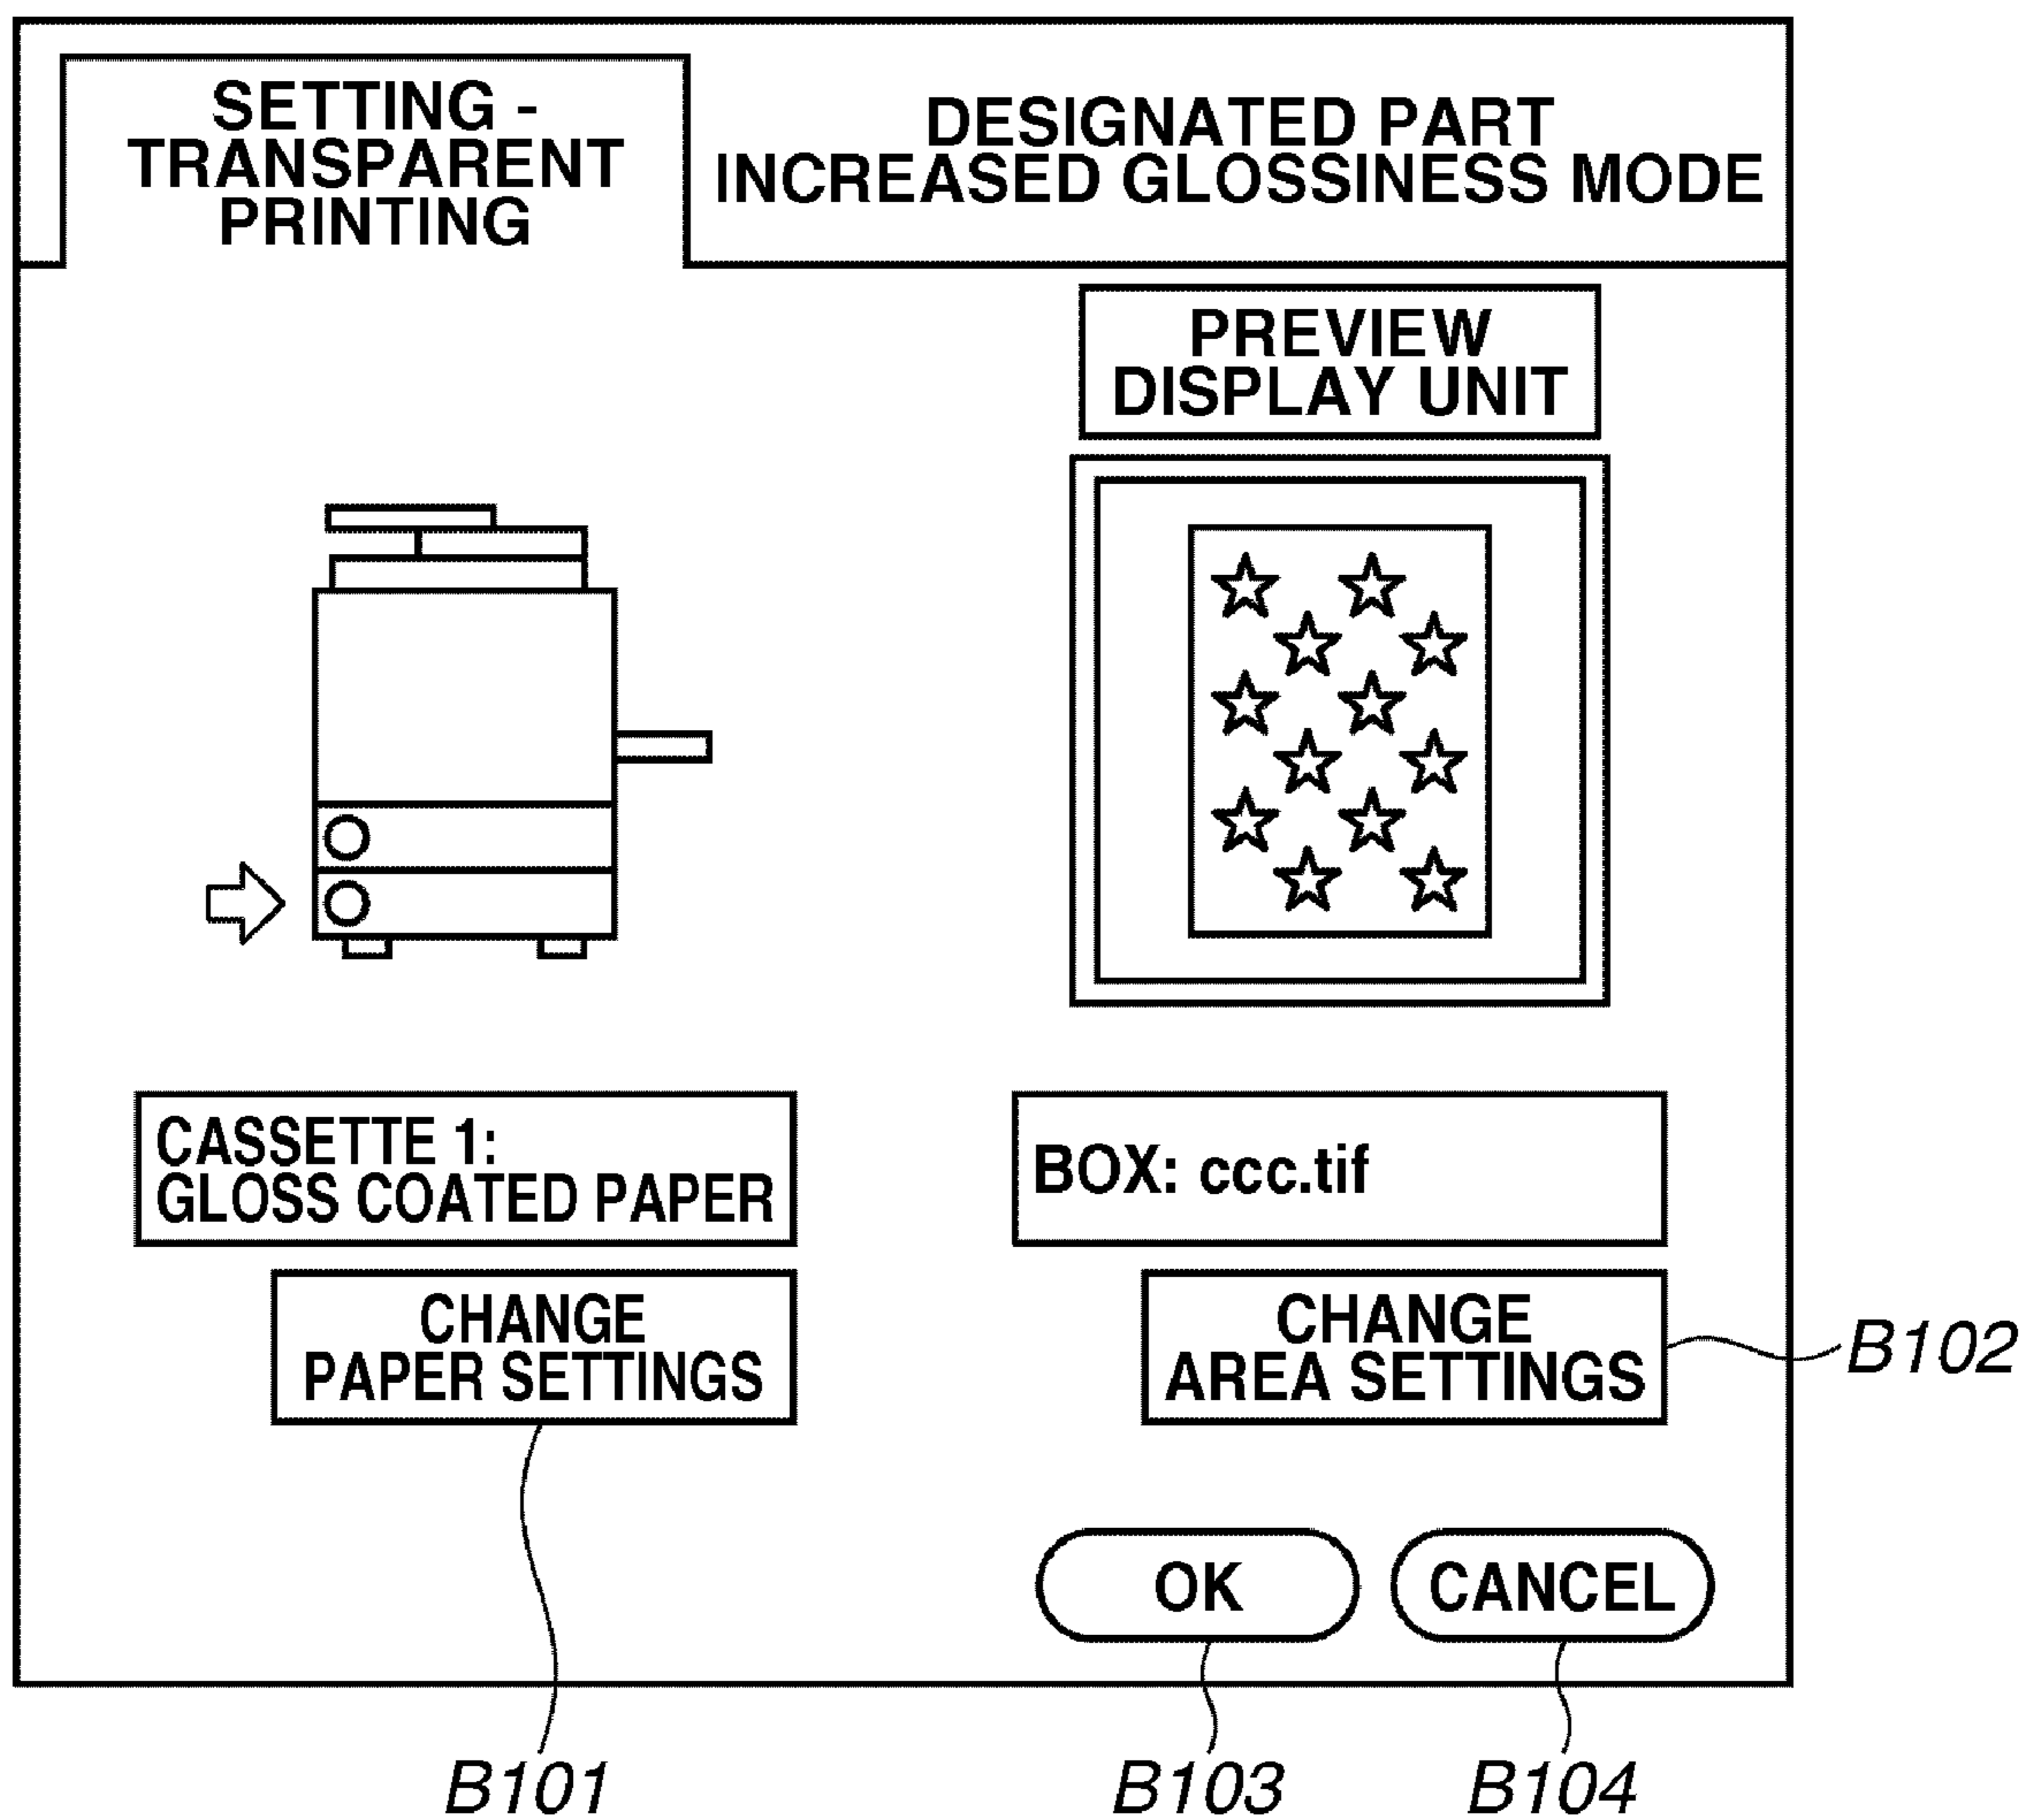 SETTING -
TRANSPARENT
PRINTING
DESIGNATED PART
INCREASED GLOSSINESS MODE
PREVIEW
DISPLAY UNIT
CASSETTE 1:
GLOSS COATED PAPER
BOX: ccc.tif
CHANGE
PAPER SETTINGS
CHANGE
AREA SETTINGS
B102
OK
CANCEL
B101
B103
B104